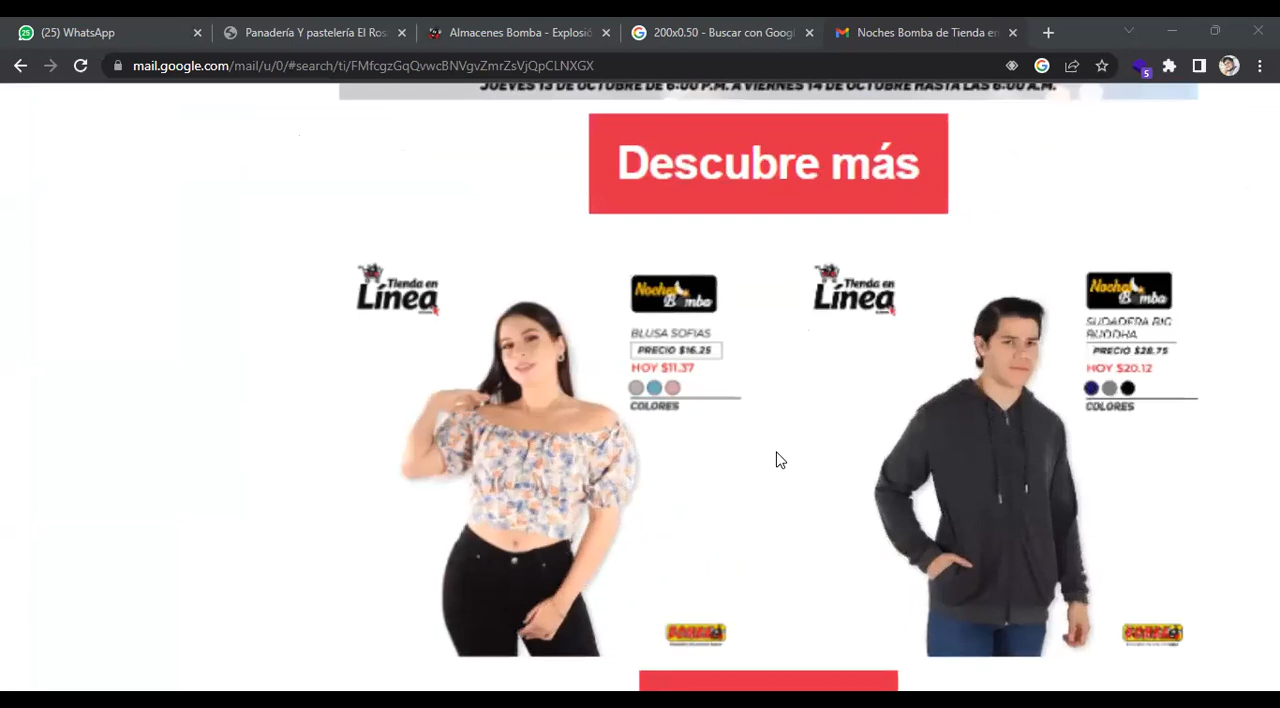 (25) WhatsApp
Panadería Y pastelería El Ros
Almacenes Bomba - Explosió
200x0.50 - Buscar con Googl
Noches Bomba de Tienda en
mail.google.com/mail/u/0/#search/ti/FMfcgzGqQvwcBNVgvZmrZsVjQpCLNXGX
5
JUEVES 13 DE OCTUBRE DE 6:00 P.M. A VIERNES 14 DE OCTUBRE HASTA LAS 6:00 A.M.
Descubre más
Tienda en
Línea
Noches
Bomba
BLUSA SOFIAS
PRECIO $16.25
HOY $11.37
COLORES
BOMBA
Tienda en
Línea
Noches
Bomba
SUDADERA BIG
BUDDHA
PRECIO $28.75
HOY $20.12
COLORES
BOMBA